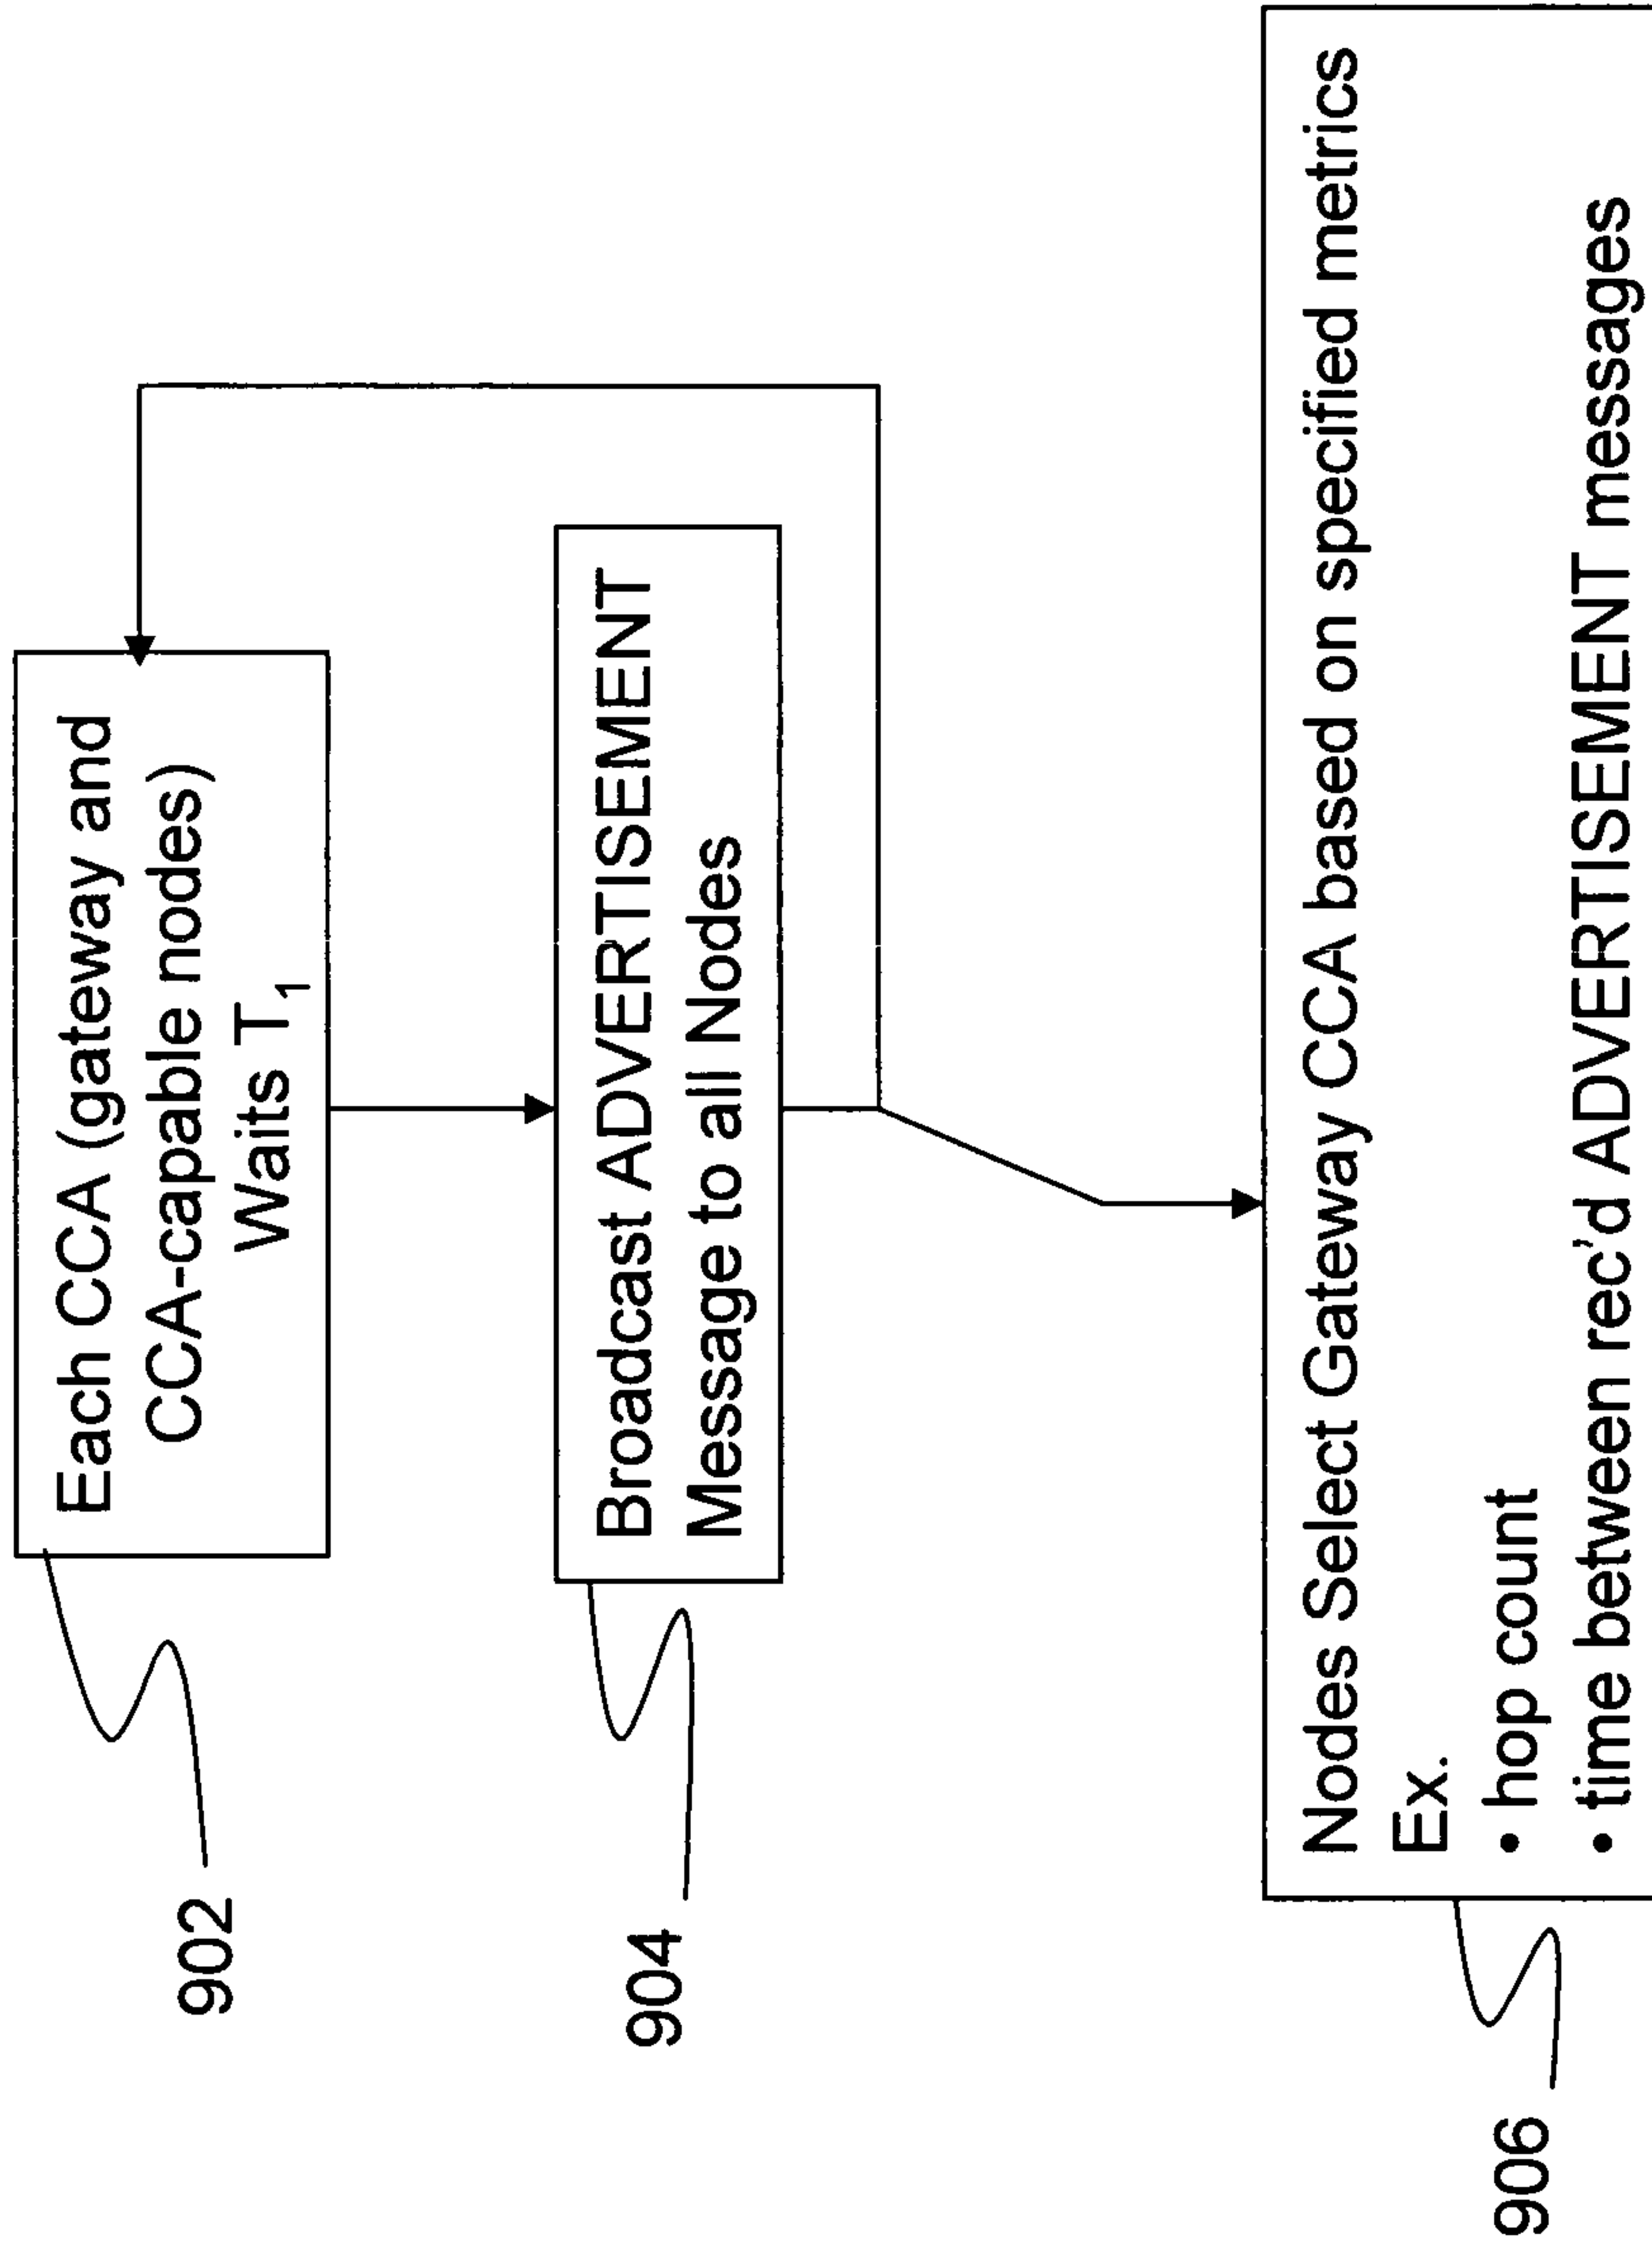 902
Each CCA (gateway and
CCA-capable nodes)
Waits T₁
904
Broadcast ADVERTISEMENT
Message to all Nodes
906
Nodes Select Gateway CCA based on specified metrics
Ex.
• hop count
• time between rec'd ADVERTISEMENT messages